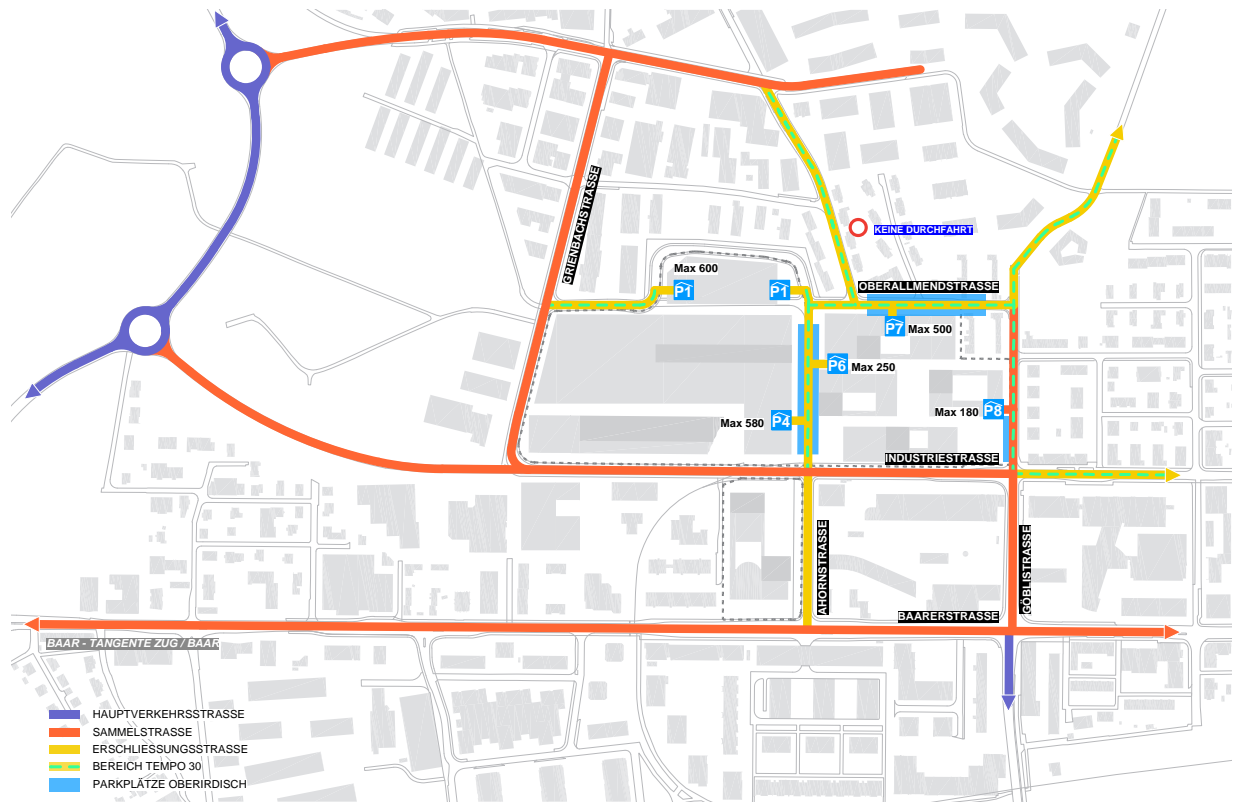 GRIENBACHSTRASSE
KEINE DURCHFAHRT
Max 600
P1
P1
OBERALLMENDSTRASSE
P7 Max 500
P6 Max 250
Max 180 P8
Max 580 P4
INDUSTRIESTRASSE
AHORNSTRASSE
GÖBLISTRASSE
BAARERSTRASSE
BAAR - TANGENTE ZUG / BAAR
HAUPTVERKEHRSSTRASSE
SAMMELSTRASSE
ERSCHLIESSUNGSSTRASSE
BEREICH TEMPO 30
PARKPLÄTZE OBERIRDISCH